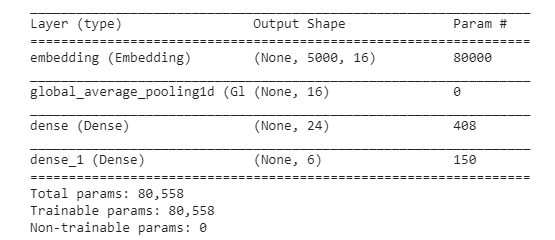 Layer (type) Output Shape Param #
=================================================================
embedding (Embedding) (None, 5000, 16) 80000
_________________________________________________________________
global_average_pooling1d (Gl (None, 16) 0
_________________________________________________________________
dense (Dense) (None, 24) 408
_________________________________________________________________
dense_1 (Dense) (None, 6) 150
=================================================================
Total params: 80,558
Trainable params: 80,558
Non-trainable params: 0